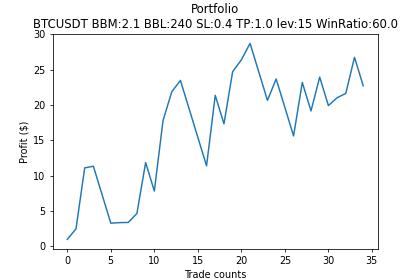 Portfolio
BTCUSDT BBM:2.1 BBL:240 SL:0.4 TP:1.0 lev:15 WinRatio:60.0
30
25
20
15
10
5
0
Profit ($)
0 5 10 15 20 25 30 35
Trade counts